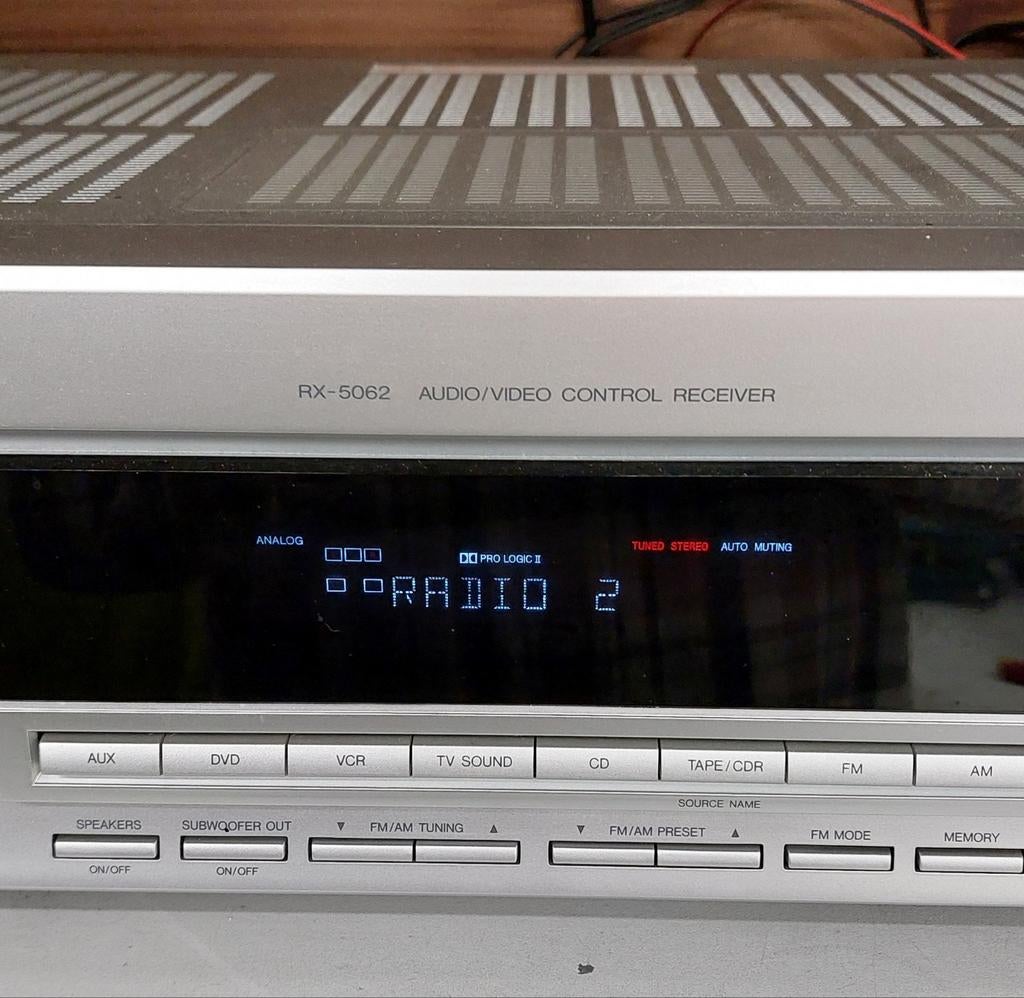 RX-5062 AUDIO/VIDEO CONTROL RECEIVER
ANALOG
TUNED STEREO AUTO MUTING
PRO LOGIC II
RADIO 2
AUX DVD VCR TV SOUND CD TAPE/CDR FM AM
SOURCE NAME
SPEAKERS SUBWOOFER OUT FM/AM TUNING FM/AM PRESET FM MODE MEMORY
ON/OFF ON/OFF